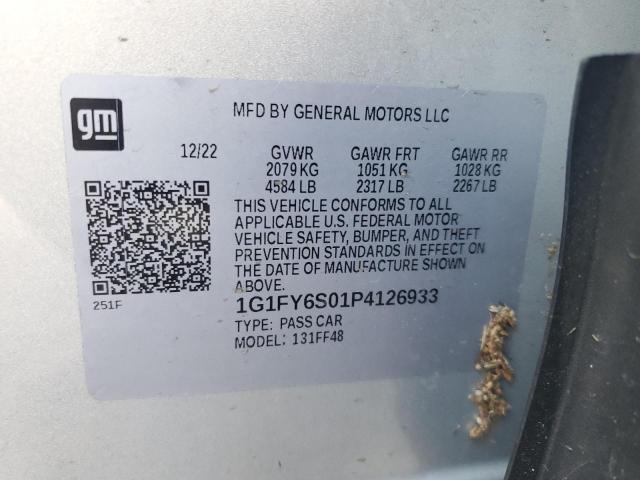 gm
MFD BY GENERAL MOTORS LLC
12/22 GVWR GAWR FRT GAWR RR
2079 KG 1051 KG 1028 KG
4584 LB 2317 LB 2267 LB
THIS VEHICLE CONFORMS TO ALL
APPLICABLE U.S. FEDERAL MOTOR
VEHICLE SAFETY, BUMPER, AND THEFT
PREVENTION STANDARDS IN EFFECT ON
THE DATE OF MANUFACTURE SHOWN
ABOVE.
251F
1G1FY6S01P4126933
TYPE: PASS CAR
MODEL: 131FF48